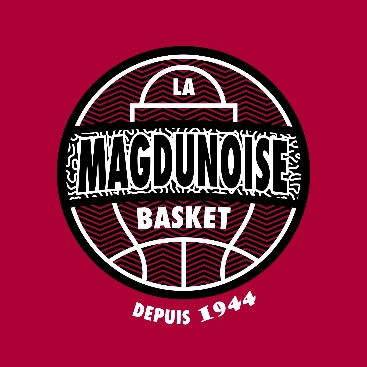 LA
MAGDUNOISE
BASKET
DEPUIS 1944